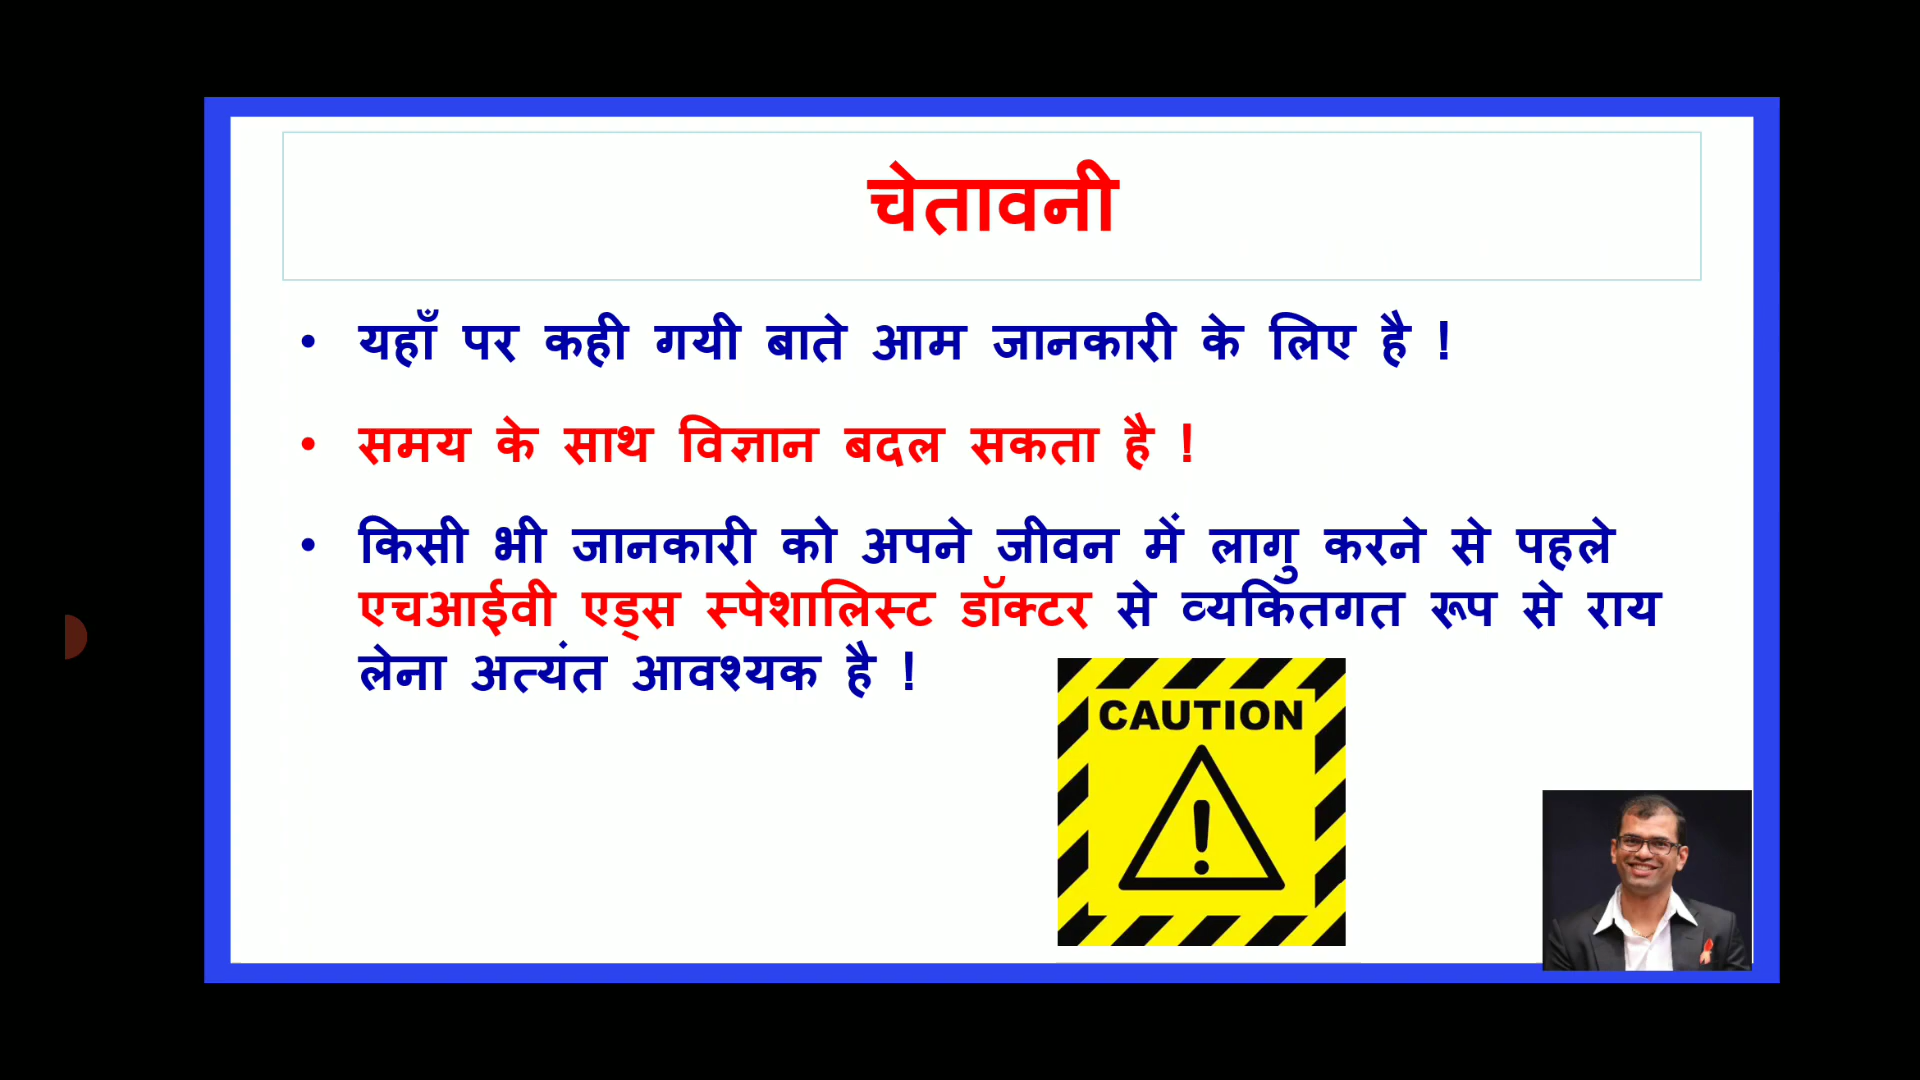 चेतावनी
• यहाँ पर कही गयी बाते आम जानकारी के लिए है !
• समय के साथ विज्ञान बदल सकता है !
• किसी भी जानकारी को अपने जीवन में लागु करने से पहले
एचआईवी एड्स स्पेशालिस्ट डॉक्टर से व्यकितगत रूप से राय
लेना अत्यंत आवश्यक है !
CAUTION
!